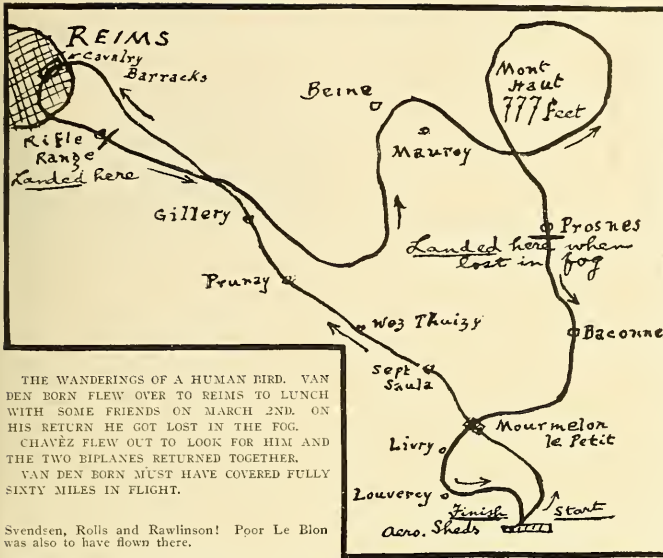 REIMS
Cavalry
Barracks
Rifle
Range
Landed here
Beine
Mauroy
Mont
Haut
777 feet
Gillery
Prunay
Wez Thuizy
Sept
Saula
Prosnes
Landed here when
lost in fog
Baconne
Mourmelon
le Petit
Livry
Louvercy
Finish
Start
aero. Sheds
THE WANDERINGS OF A HUMAN BIRD. VAN
DEN BORN FLEW OVER TO REIMS TO LUNCH
WITH SOME FRIENDS ON MARCH 2ND. ON
HIS RETURN HE GOT LOST IN THE FOG.
CHAVÈZ FLEW OUT TO LOOK FOR HIM AND
THE TWO BIPLANES RETURNED TOGETHER.
VAN DEN BORN MUST HAVE COVERED FULLY
SIXTY MILES IN FLIGHT.
Svendsen, Rolls and Rawlinson! Poor Le Blon
was also to have flown there.